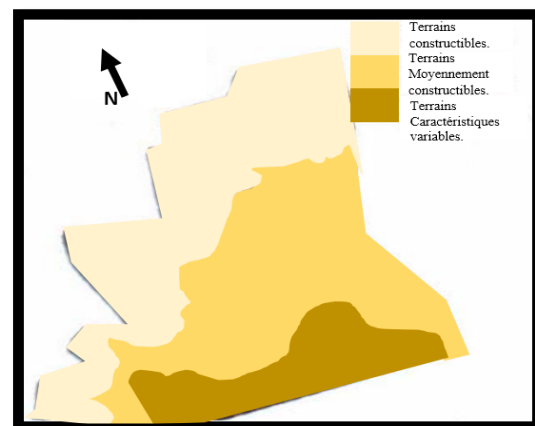 Terrains
constructibles.
Terrains
Moyennement
constructibles.
Terrains
Caractéristiques
variables.
N